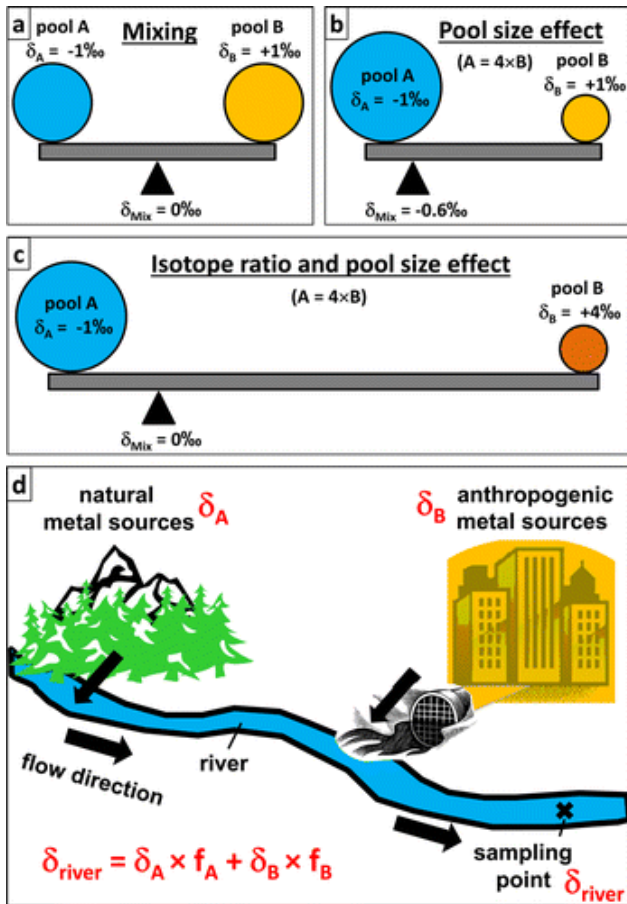 a
Mixing
pool A
δA = -1‰
pool B
δB = +1‰
δMix = 0‰
b
Pool size effect
(A = 4×B)
pool A
δA = -1‰
pool B
δB = +1‰
δMix = -0.6‰
c
Isotope ratio and pool size effect
(A = 4×B)
pool A
δA = -1‰
pool B
δB = +4‰
δMix = 0‰
d
natural
metal sources δA
δB anthropogenic
metal sources
flow direction
river
sampling
point δriver
δriver = δA × fA + δB × fB